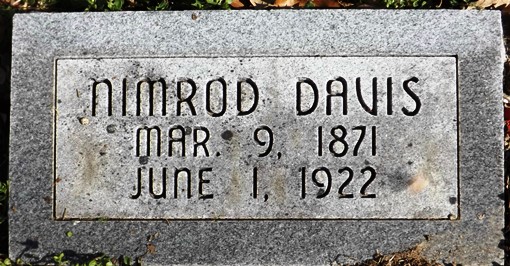 NIMROD DAVIS
MAR. 9, 1871
JUNE 1, 1922